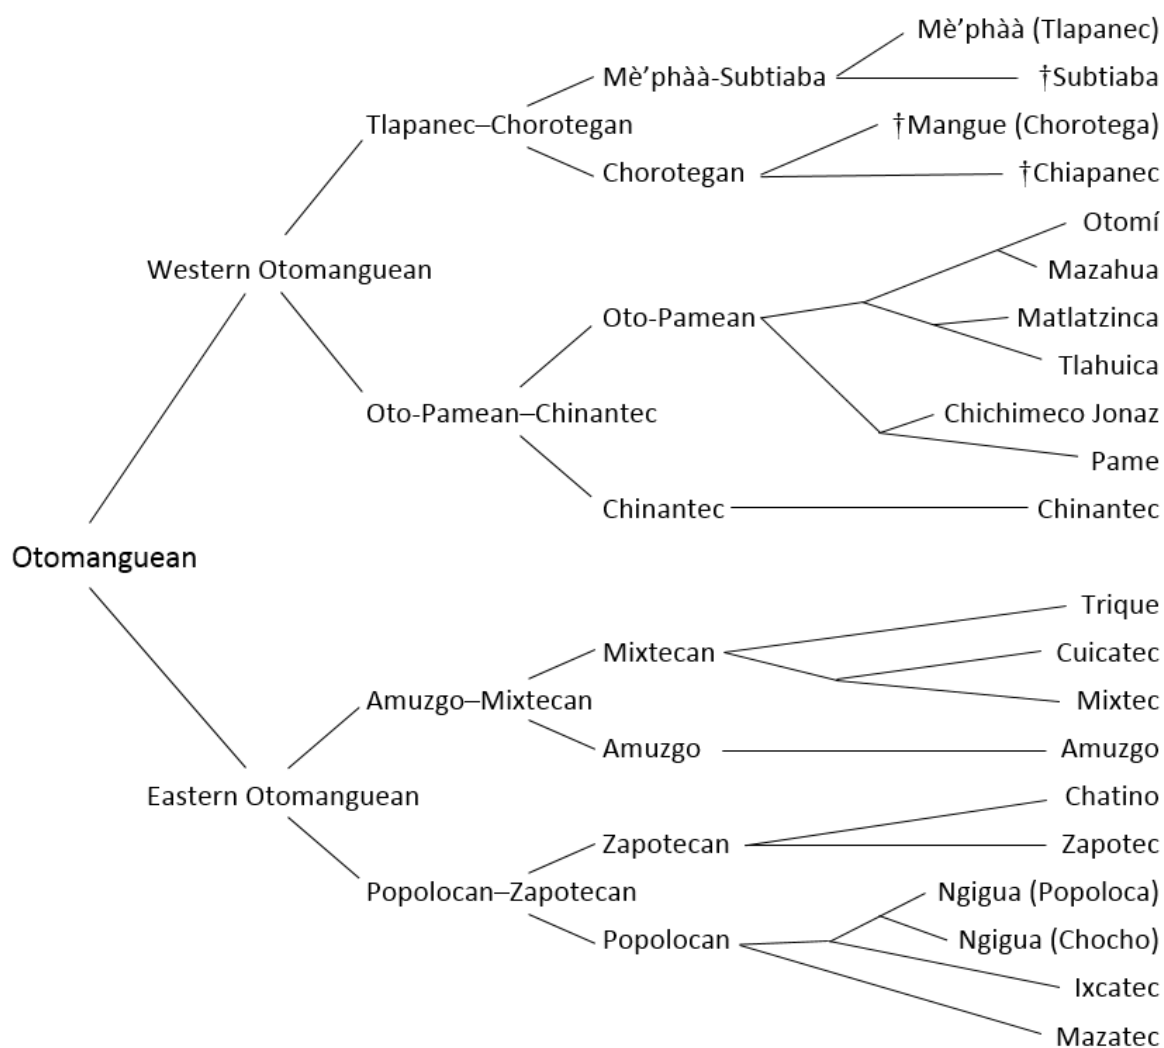 Mè’phàà (Tlapanec)
Mè’phàà-Subtiaba
†Subtiaba
Tlapanec–Chorotegan
†Mangue (Chorotega)
Chorotegan
†Chiapanec
Otomí
Western Otomanguean
Mazahua
Oto-Pamean
Matlatzinca
Tlahuica
Oto-Pamean–Chinantec
Chichimeco Jonaz
Pame
Chinantec
Chinantec
Otomanguean
Trique
Mixtecan
Cuicatec
Amuzgo–Mixtecan
Mixtec
Amuzgo
Amuzgo
Eastern Otomanguean
Chatino
Zapotecan
Zapotec
Popolocan–Zapotecan
Ngigua (Popoloca)
Popolocan
Ngigua (Chocho)
Ixcatec
Mazatec